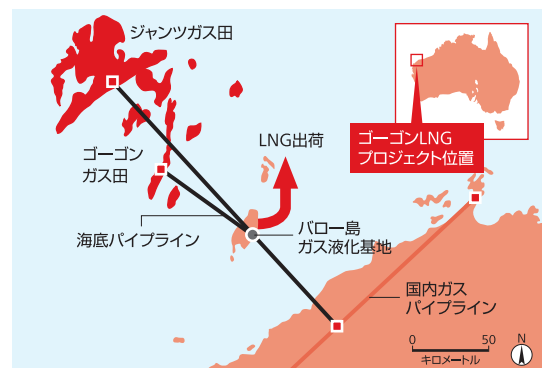 ジャンツガス田
ゴーゴン
ガス田
LNG出荷
ゴーゴンLNG
プロジェクト位置
海底パイプライン
バロー島
ガス液化基地
国内ガス
パイプライン
0 50
キロメートル
N